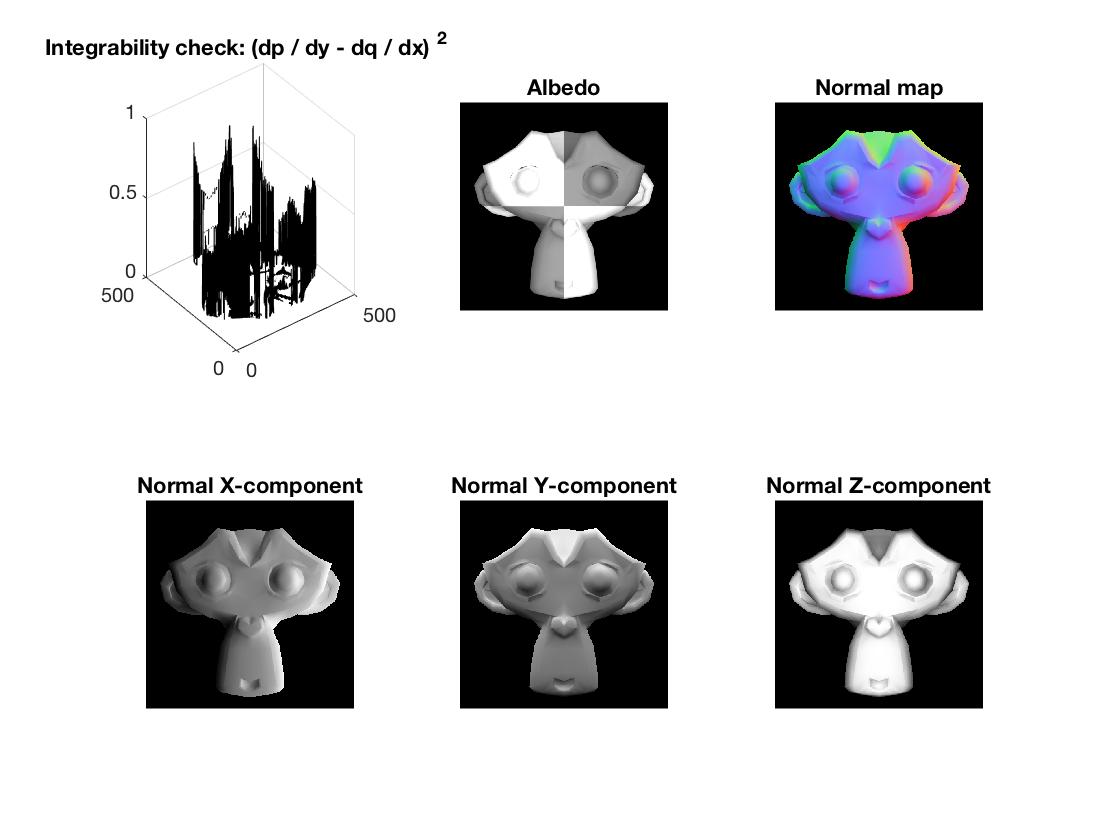 Integrability check: (dp / dy - dq / dx) 2
Albedo
Normal map
1
0.5
0
500
500
0
0
Normal X-component
Normal Y-component
Normal Z-component